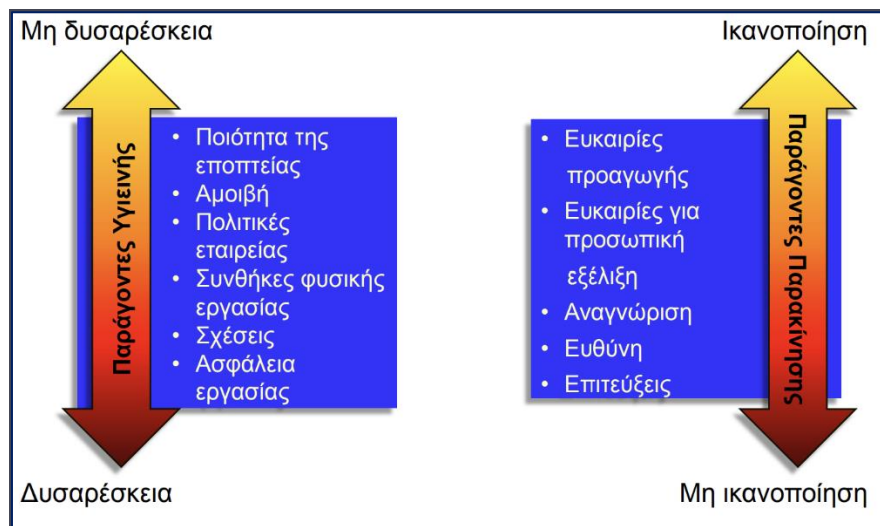 Μη δυσαρέσκεια
Ικανοποίηση
Παράγοντες Υγιεινής
• Ποιότητα της
εποπτείας
• Αμοιβή
• Πολιτικές
εταιρείας
• Συνθήκες φυσικής
εργασίας
• Σχέσεις
• Ασφάλεια
εργασίας
• Ευκαιρίες
προαγωγής
• Ευκαιρίες για
προσωπική
εξέλιξη
• Αναγνώριση
• Ευθύνη
• Επιτεύξεις
Παράγοντες Παρακίνησης
Δυσαρέσκεια
Μη ικανοποίηση